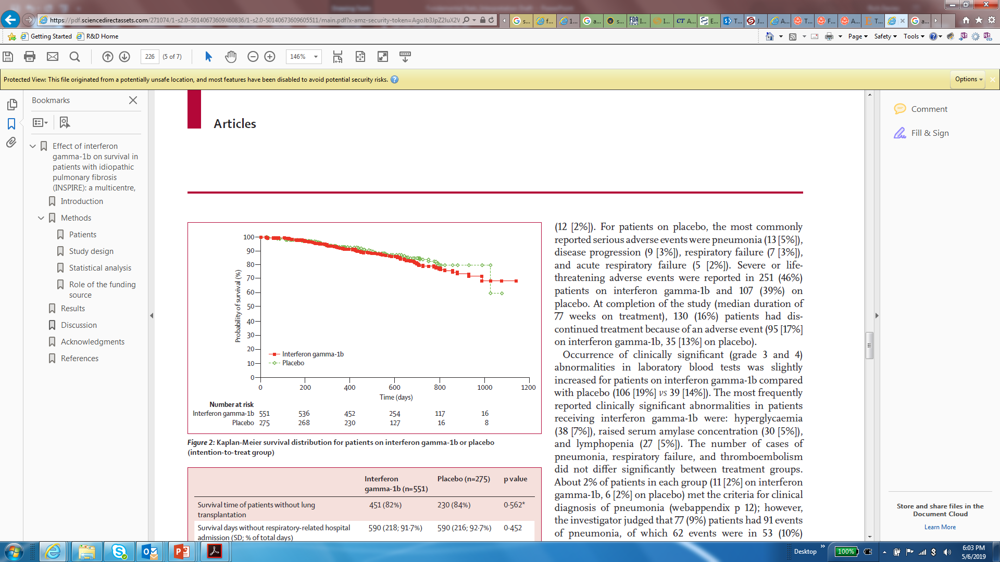 https://pdf.sciencedirectassets.com/271074/1-s2.0-S0140673609X60836/1-s2.0-S0140673609605511/main.pdf?x-amz-security-token=AgoJb3JpZ2luX2V
G s...
f...
1...
G a...
s...
FDA news I...
I...
CT A...
E...
T...
J...
A...
T...
F...
A...
T...
G a...
Getting Started
R&D Home
Page
Safety
Tools
226
(5 of 7)
146%
Protected View: This file originated from a potentially unsafe location, and most features have been disabled to avoid potential security risks.
Options
Bookmarks
Effect of interferon
gamma-1b on survival in
patients with idiopathic
pulmonary fibrosis
(INSPIRE): a multicentre,
Introduction
Methods
Patients
Study design
Statistical analysis
Role of the funding
source
Results
Discussion
Acknowledgments
References
Articles
100
90
80
70
60
50
40
30
20
10
0
Probability of survival (%)
Interferon gamma-1b
Placebo
0 200 400 600 800 1000 1200
Time (days)
Number at risk
Interferon gamma-1b 551 536 452 254 117 16
Placebo 275 268 230 127 16 8
Figure 2: Kaplan-Meier survival distribution for patients on interferon gamma-1b or placebo
(intention-to-treat group)
Interferon
gamma-1b (n=551)
Placebo (n=275)
p value
Survival time of patients without lung
transplantation
451 (82%) 230 (84%) 0·562*
Survival days without respiratory-related hospital
admission (SD; % of total days)
590 (218; 91·7%) 590 (216; 92·7%) 0·452
(12 [2%]). For patients on placebo, the most commonly
reported serious adverse events were pneumonia (13 [5%]),
disease progression (9 [3%]), respiratory failure (7 [3%]),
and acute respiratory failure (5 [2%]). Severe or life-
threatening adverse events were reported in 251 (46%)
patients on interferon gamma-1b and 107 (39%) on
placebo. At completion of the study (median duration of
77 weeks on treatment), 130 (16%) patients had dis-
continued treatment because of an adverse event (95 [17%]
on interferon gamma-1b, 35 [13%] on placebo).
Occurrence of clinically significant (grade 3 and 4)
abnormalities in laboratory blood tests was slightly
increased for patients on interferon gamma-1b compared
with placebo (106 [19%] vs 39 [14%]). The most frequently
reported clinically significant abnormalities in patients
receiving interferon gamma-1b were: hyperglycaemia
(38 [7%]), raised serum amylase concentration (30 [5%]),
and lymphopenia (27 [5%]). The number of cases of
pneumonia, respiratory failure, and thromboembolism
did not differ significantly between treatment groups.
About 2% of patients in each group (11 [2%] on interferon
gamma-1b, 6 [2%] on placebo) met the criteria for clinical
diagnosis of pneumonia (webappendix p 12); however,
the investigator judged that 77 (9%) patients had 91 events
of pneumonia, of which 62 events were in 53 (10%)
Comment
Fill & Sign
Store and share files in the
Document Cloud
Learn More
Desktop
100%
6:03 PM
5/6/2019